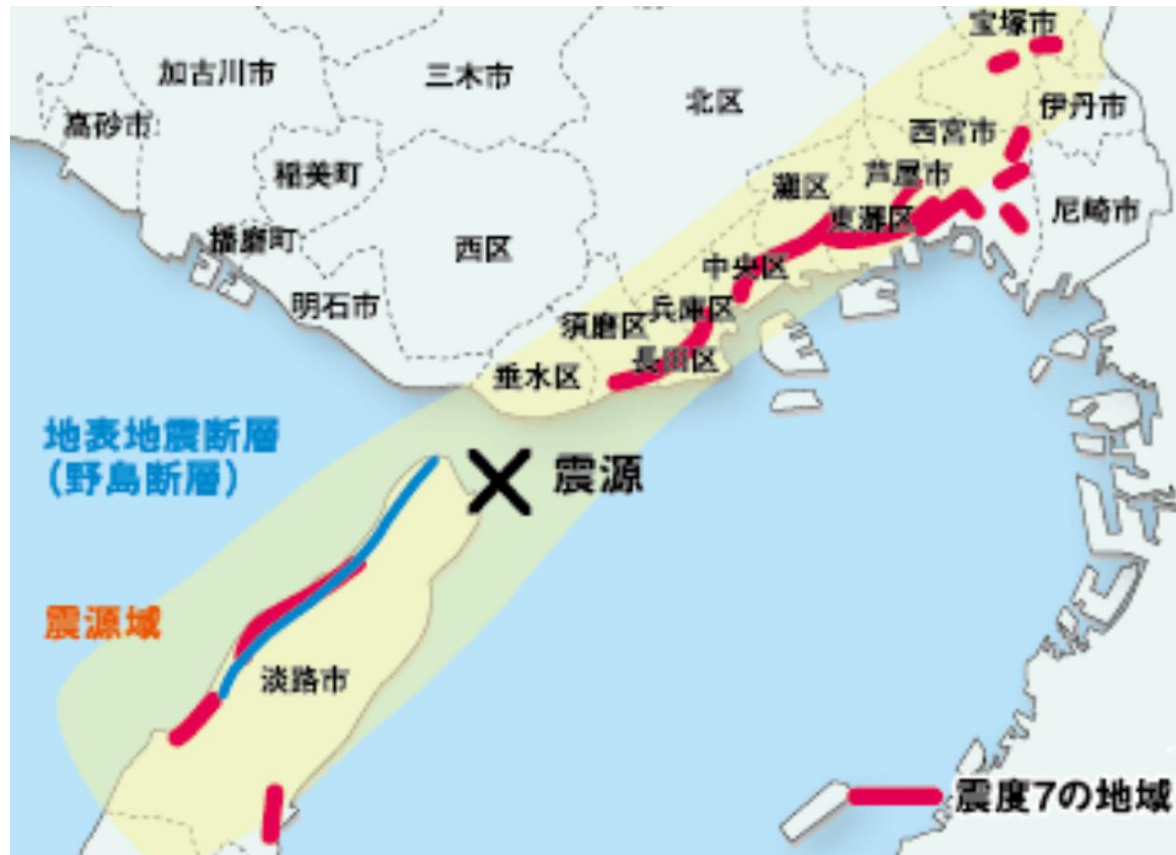 宝塚市
加古川市
三木市
北区
伊丹市
高砂市
西宮市
稲美町
灘区
芦屋市
尼崎市
東灘区
播磨町
西区
中央区
明石市
兵庫区
須磨区
長田区
垂水区
地表地震断層
(野島断層)
震源
震源域
淡路市
震度7の地域